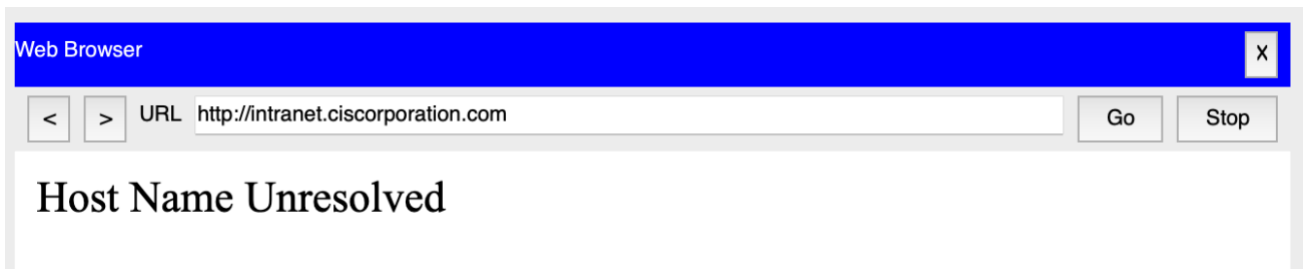 Web Browser X
< > URL http://intranet.ciscorporation.com Go Stop
Host Name Unresolved